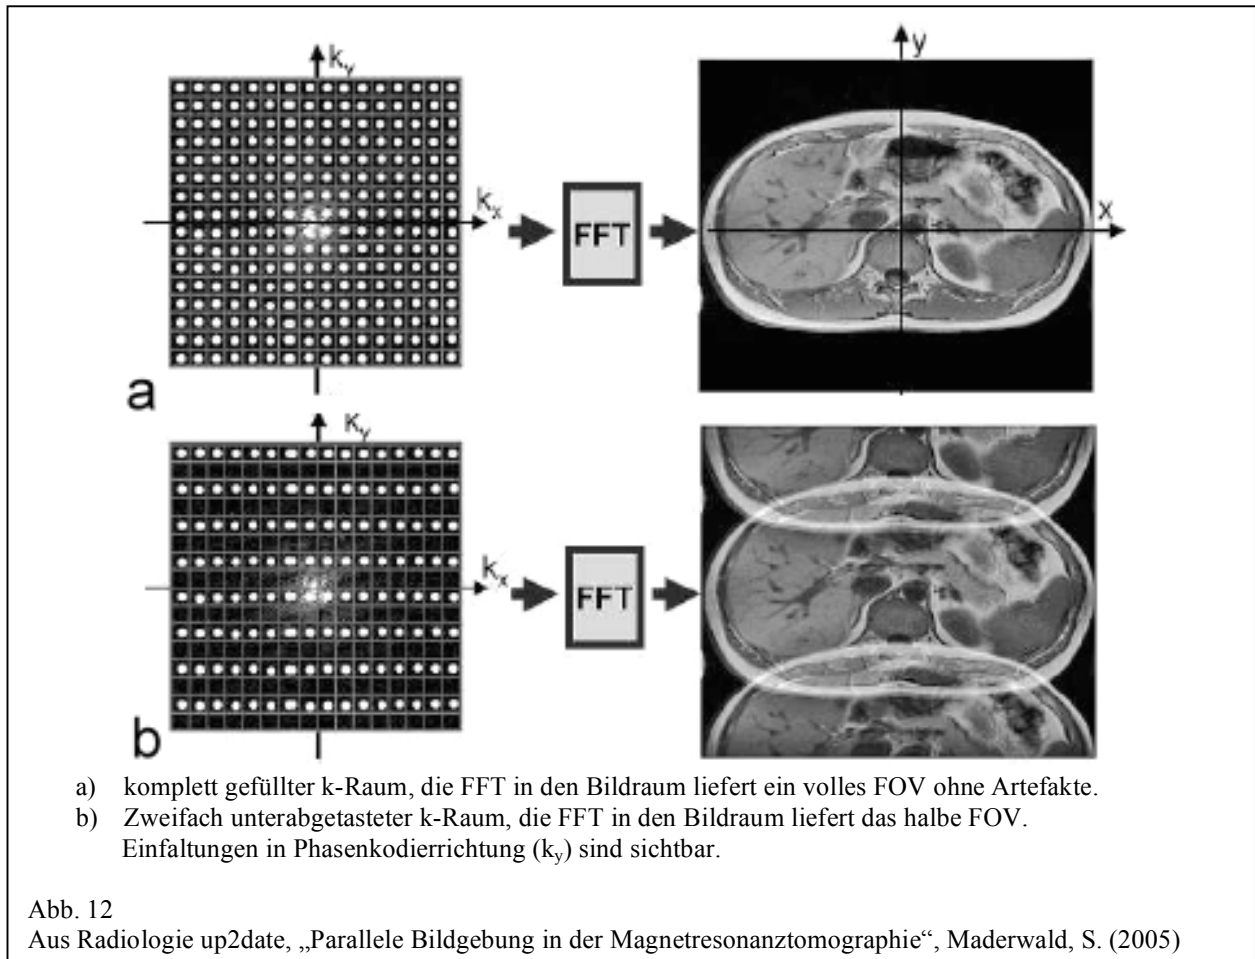 k_y
k_x
FFT
y
x
a
k_y
k_x
FFT
b
a) komplett gefüllter k-Raum, die FFT in den Bildraum liefert ein volles FOV ohne Artefakte.
b) Zweifach unterabgetasteter k-Raum, die FFT in den Bildraum liefert das halbe FOV.
Einfaltungen in Phasenkodierrichtung (k_y) sind sichtbar.
Abb. 12
Aus Radiologie up2date, „Parallele Bildgebung in der Magnetresonanztomographie“, Maderwald, S. (2005)